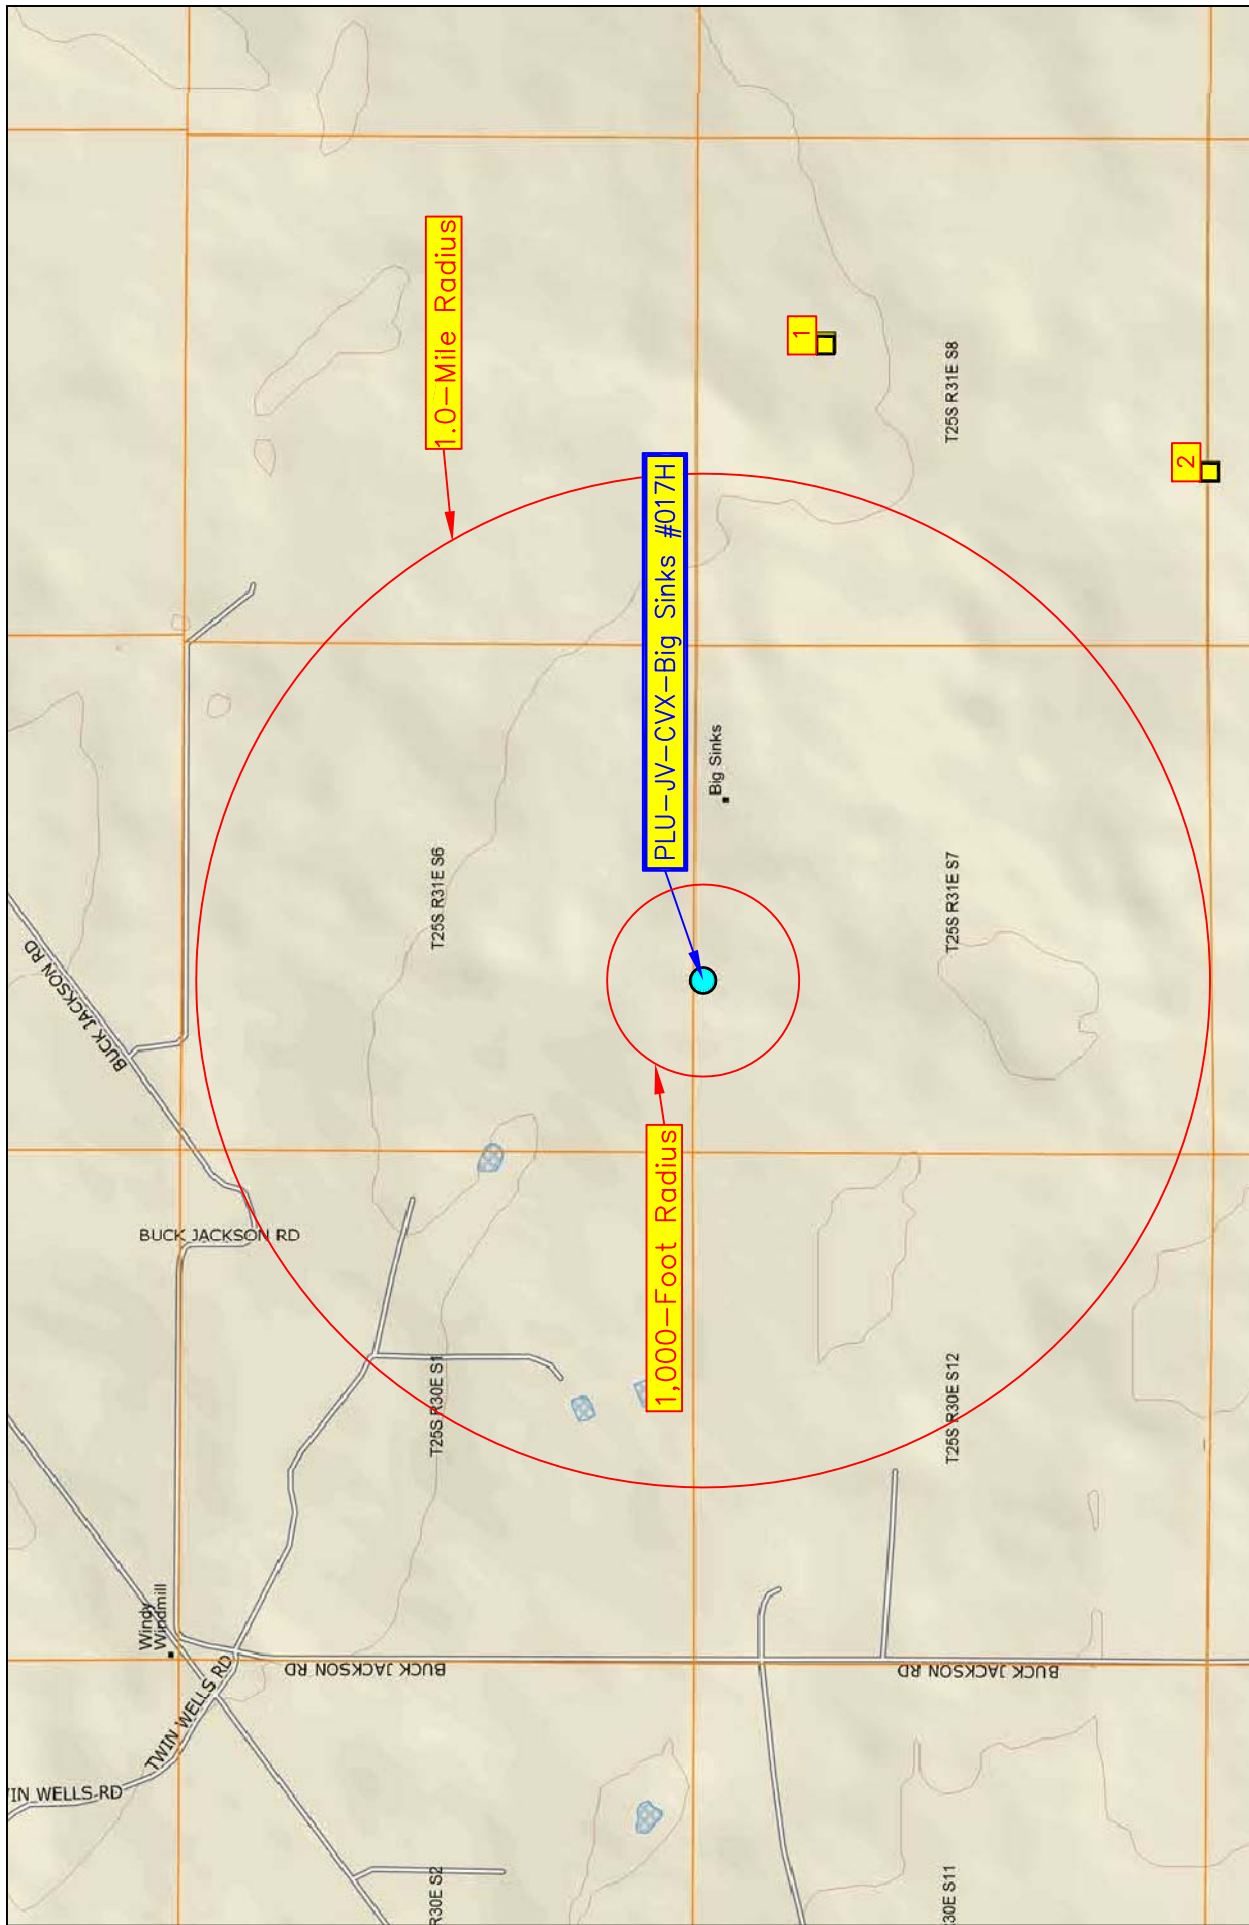 1.0-Mile Radius
1
T25S R31E S8
2
PLU-JV-CVX-Big Sinks #017H
Big Sinks
T25S R31E S6
T25S R31E S7
BUCK JACKSON RD
BUCK JACKSON RD
1,000-Foot Radius
T25S R30E S1
T25S R30E S12
Windy
Windmill
BUCK JACKSON RD
BUCK JACKSON RD
BUCK JACKSON RD
TWIN WELLS RD
IN WELLS RD
R30E S2
30E S11